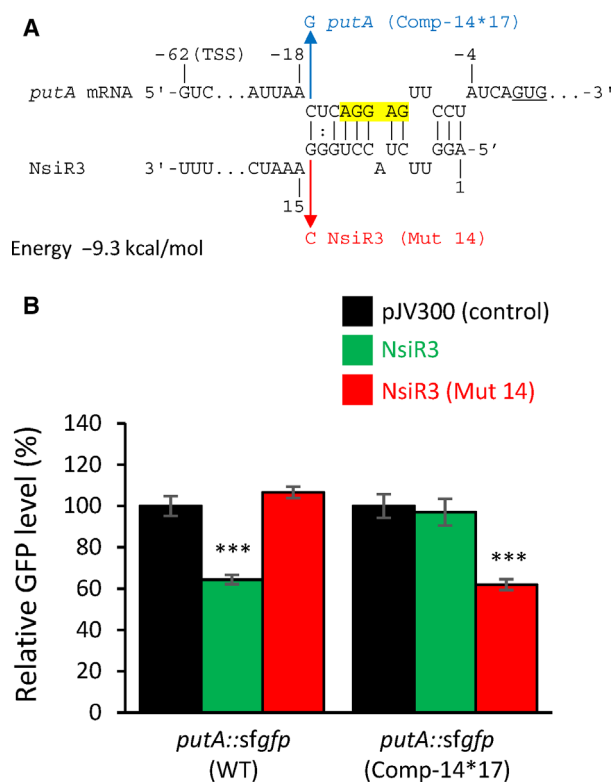 A
G putA (Comp-14*17)
-62(TSS) -18 -4
putA mRNA 5'-GUC...AUUAA UU AUCAGUG...-3'
CUCAGG AG CCU
| : | | | | | | | | |
GGGUCC UC GGA-5'
NsiR3 3'-UUU...CUAAA A UU
15 1
C NsiR3 (Mut 14)
Energy −9.3 kcal/mol
B
pJV300 (control)
NsiR3
NsiR3 (Mut 14)
Relative GFP level (%)
140
120
100
80
60
40
20
0
***
***
putA::sfgfp
(WT)
putA::sfgfp
(Comp-14*17)